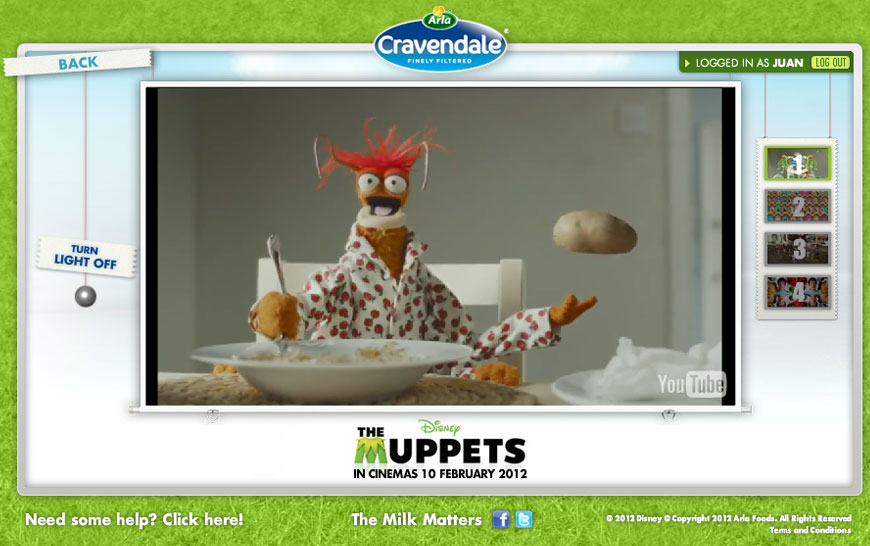 Arla
Cravendale®
FINELY FILTERED
BACK
LOGGED IN AS JUAN LOG OUT
1
2
3
4
TURN
LIGHT OFF
YouTube
Disney
THE
MUPPETS
IN CINEMAS 10 FEBRUARY 2012
Need some help? Click here!
The Milk Matters f t
© 2012 Disney © Copyright 2012 Arla Foods. All Rights Reserved
Terms and Conditions